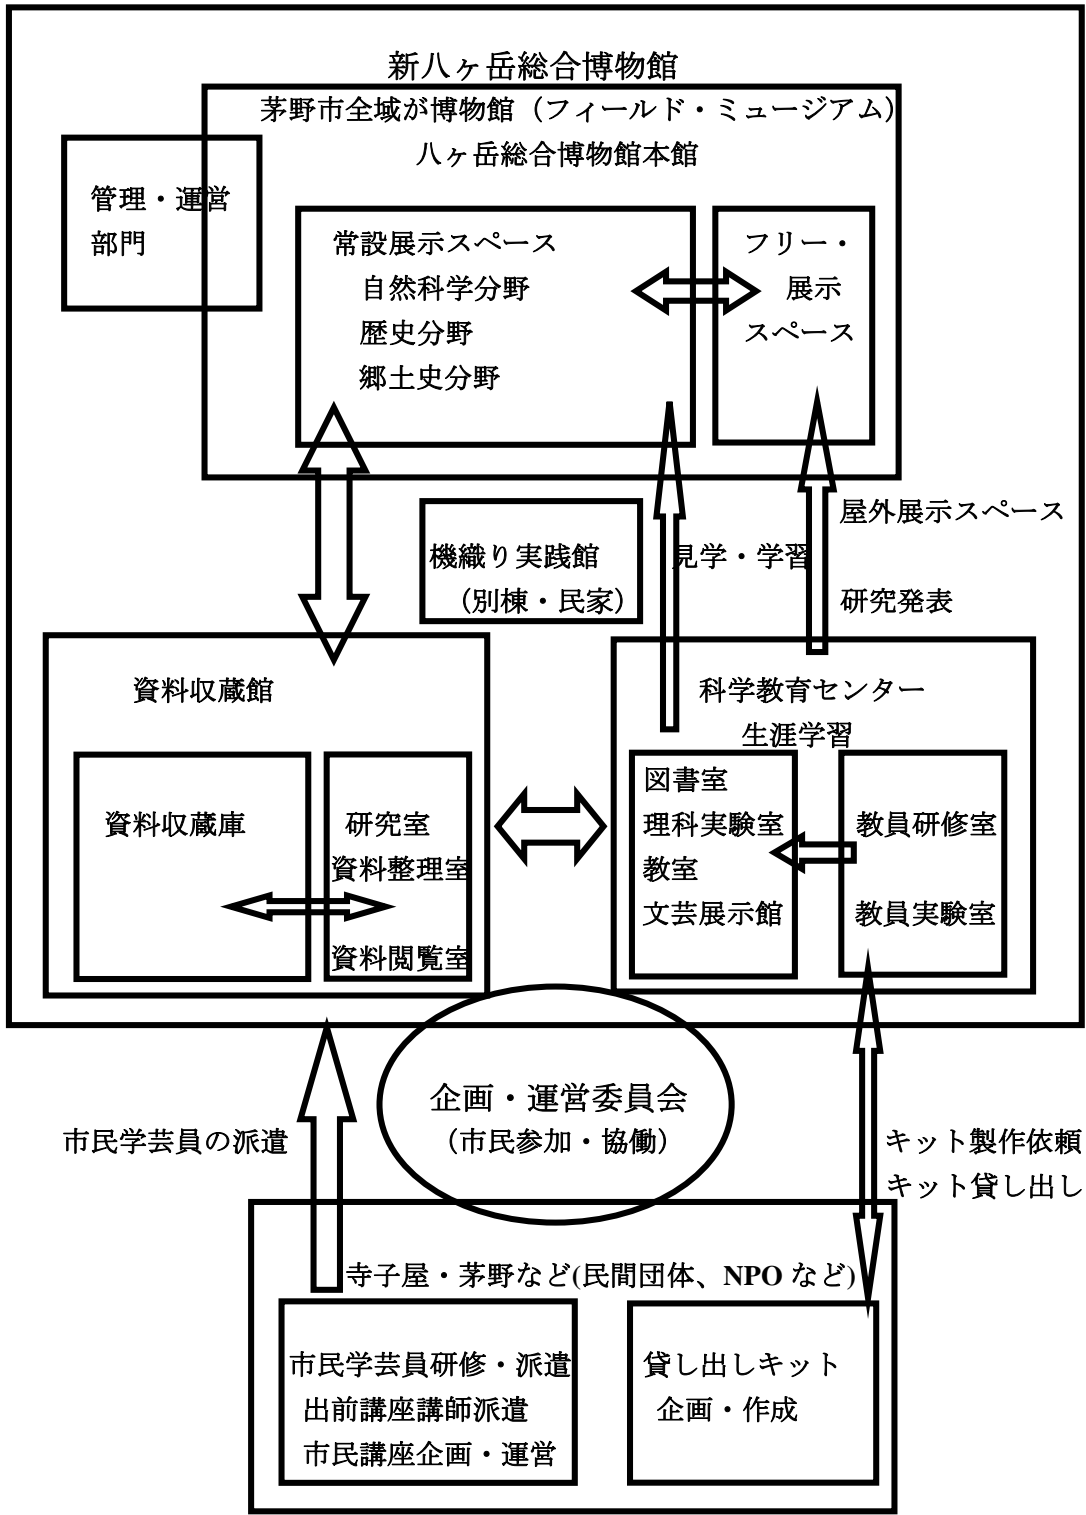 新八ヶ岳総合博物館
茅野市全域が博物館（フィールド・ミュージアム）
八ヶ岳総合博物館本館
管理・運営
部門
常設展示スペース
自然科学分野
歴史分野
郷土史分野
フリー・
展示
スペース
屋外展示スペース
機織り実践館
（別棟・民家）
見学・学習
研究発表
資料収蔵館
資料収蔵庫
研究室
資料整理室
資料閲覧室
科学教育センター
生涯学習
図書室
理科実験室
教室
文芸展示館
教員研修室
教員実験室
企画・運営委員会
（市民参加・協働）
市民学芸員の派遣
キット製作依頼
キット貸し出し
寺子屋・茅野など(民間団体、NPO など)
市民学芸員研修・派遣
出前講座講師派遣
市民講座企画・運営
貸し出しキット
企画・作成